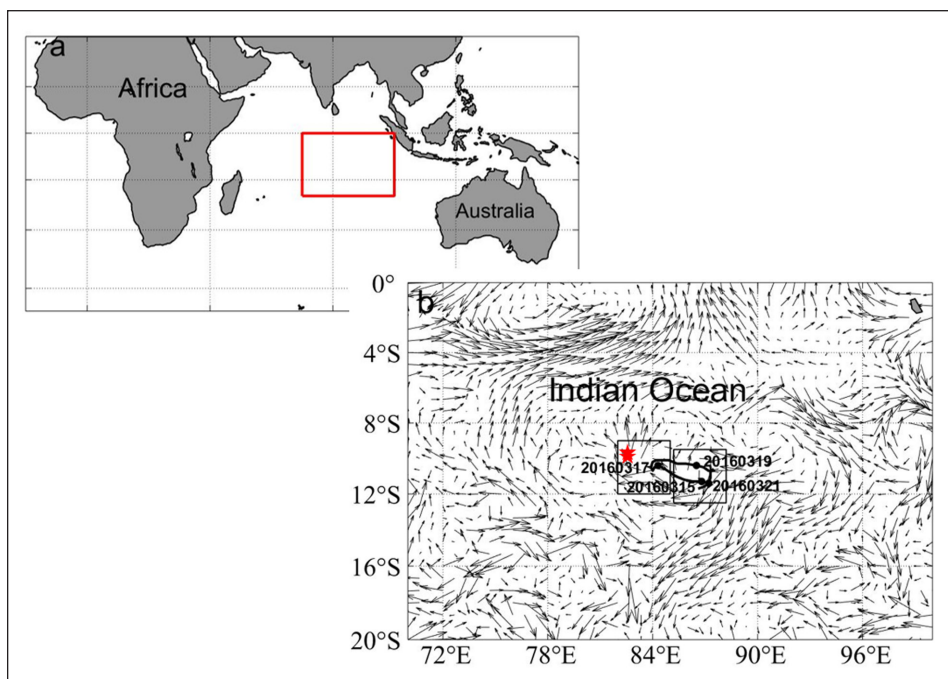 a
Africa
Australia
0°
b
4°S
Indian Ocean
8°S
20160317 20160319
20160315 20160321
12°S
16°S
20°S
72°E 78°E 84°E 90°E 96°E